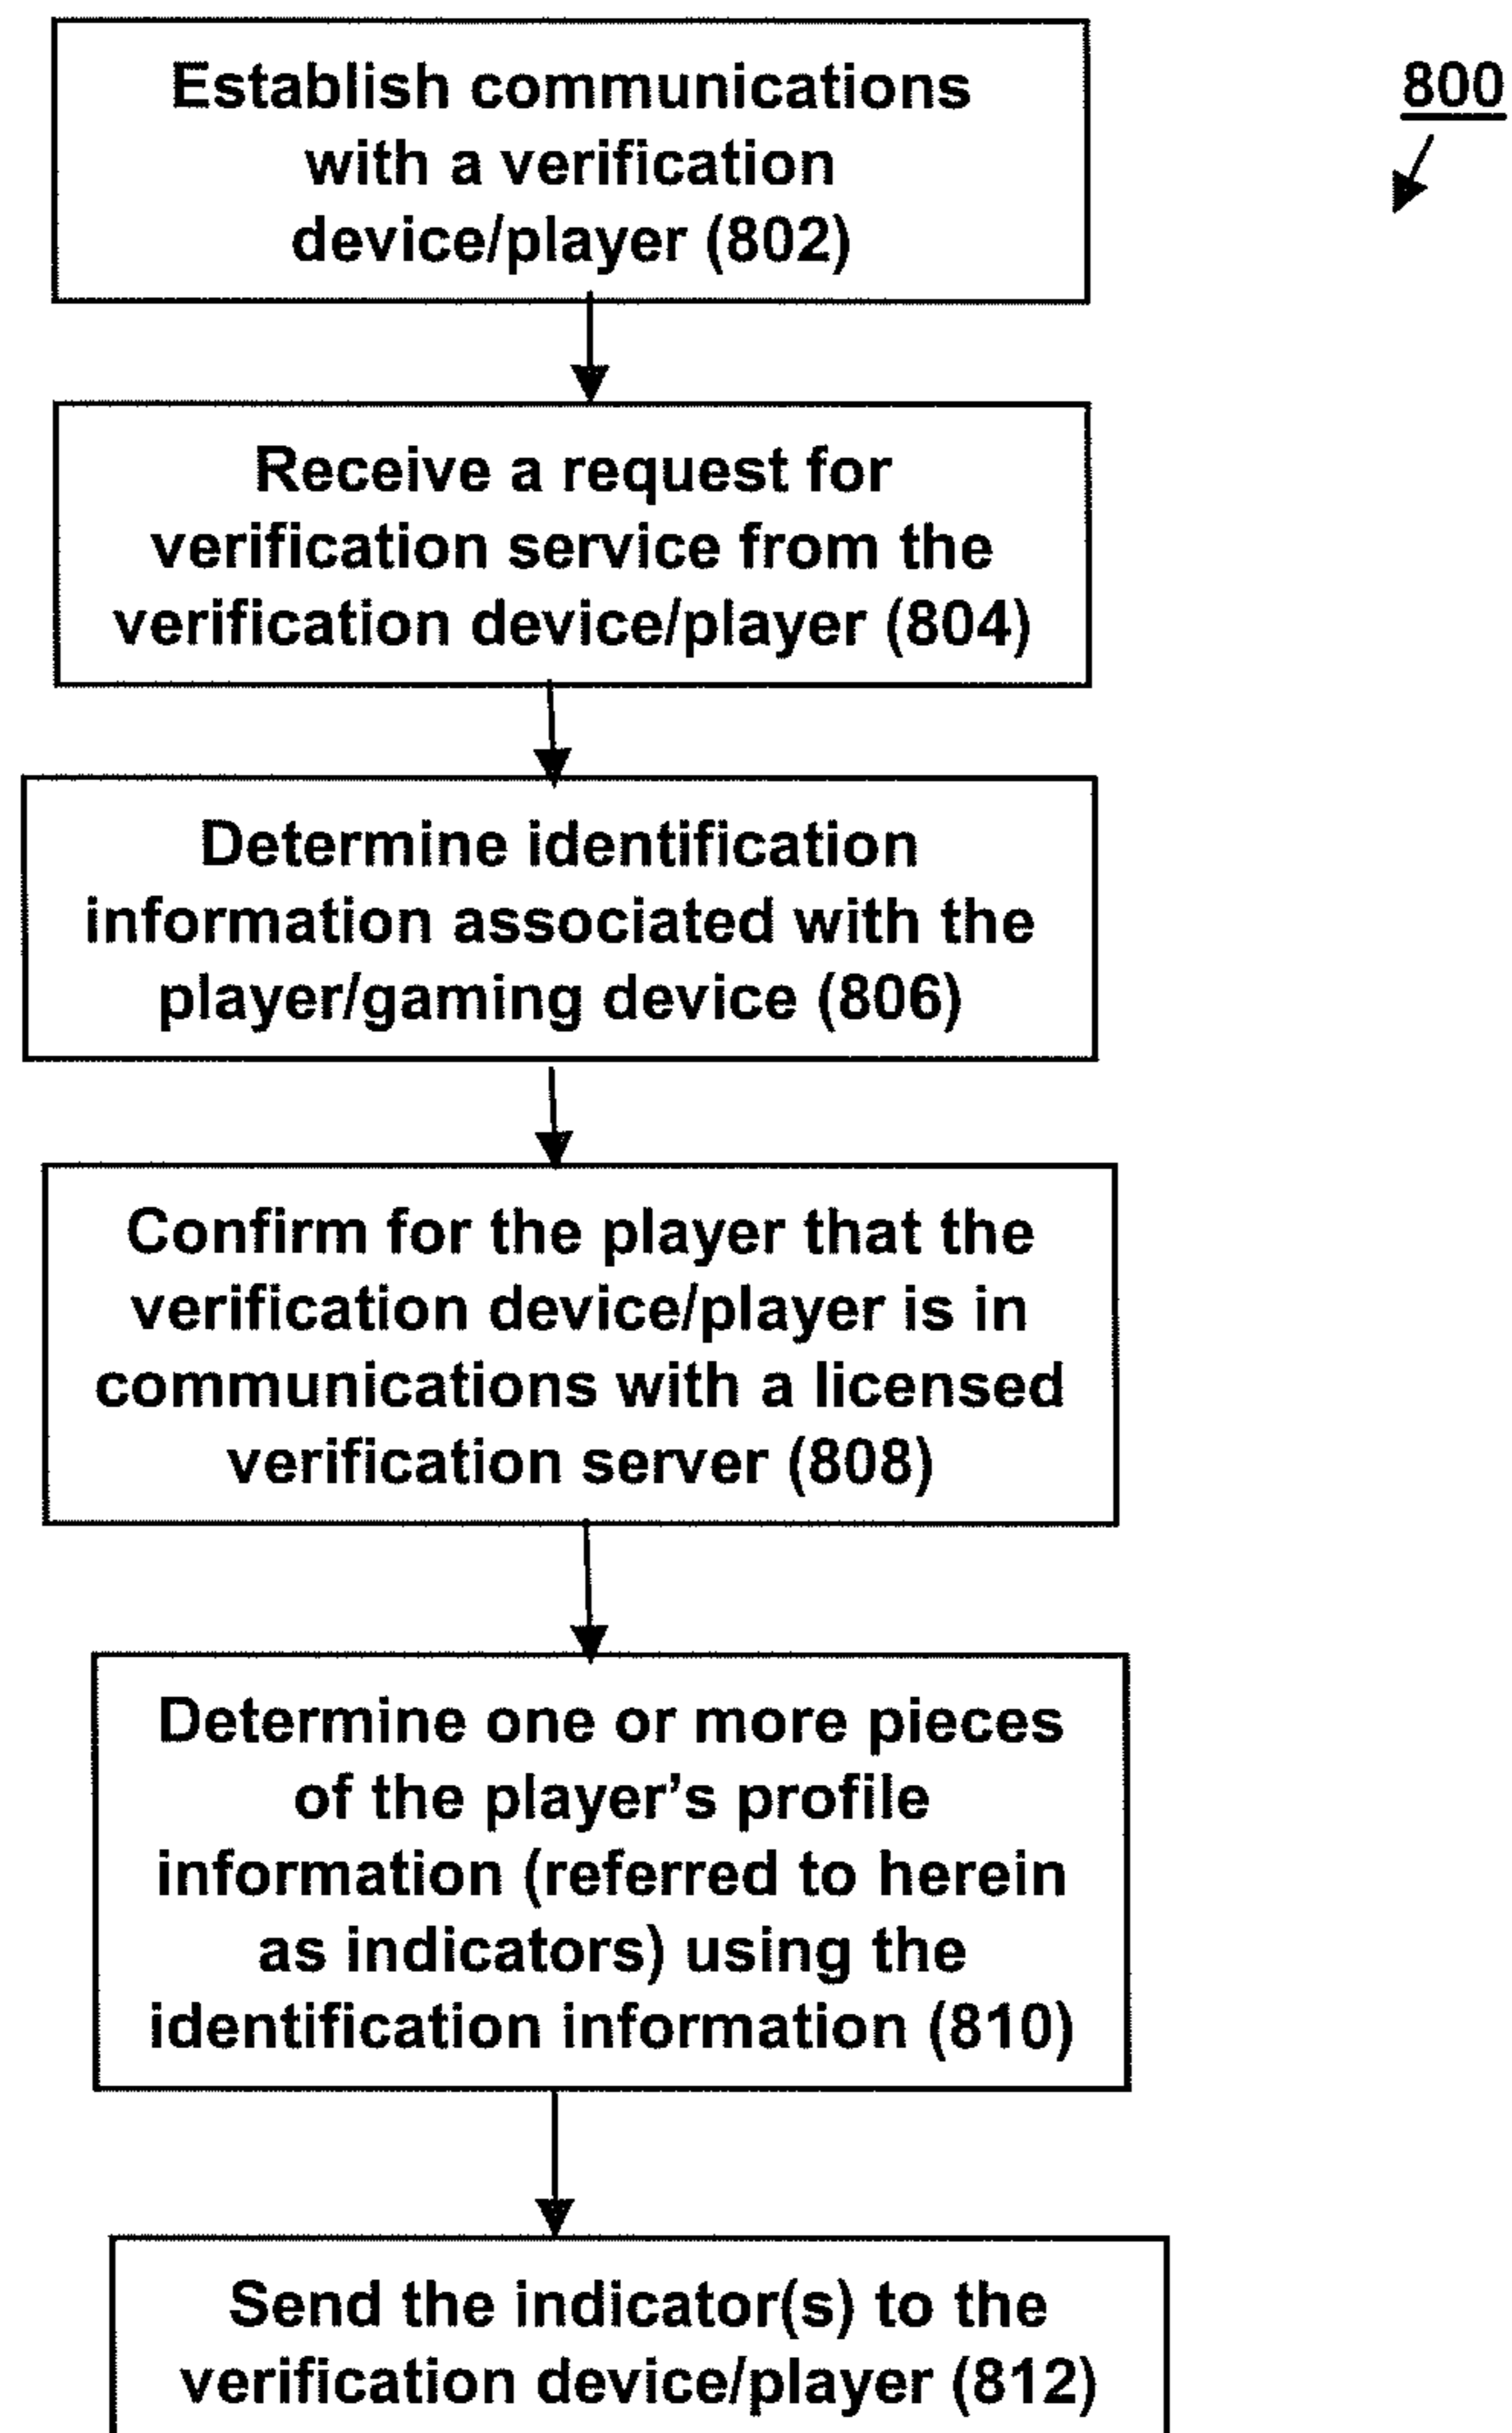 Establish communications
with a verification
device/player (802)
800
Receive a request for
verification service from the
verification device/player (804)
Determine identification
information associated with the
player/gaming device (806)
Confirm for the player that the
verification device/player is in
communications with a licensed
verification server (808)
Determine one or more pieces
of the player's profile
information (referred to herein
as indicators) using the
identification information (810)
Send the indicator(s) to the
verification device/player (812)